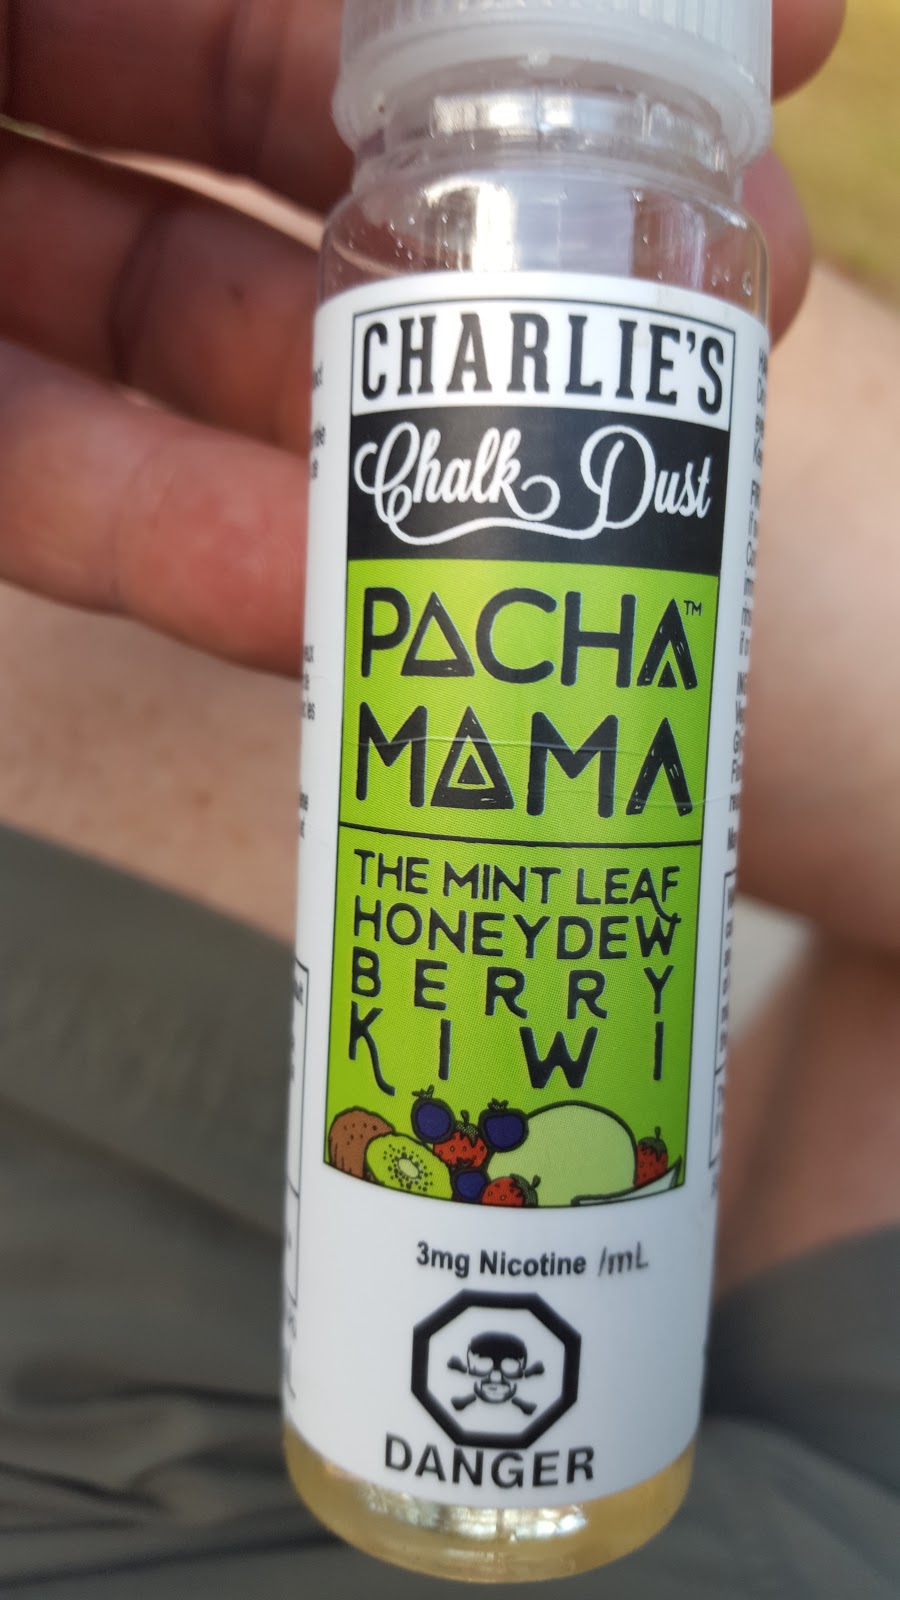 CHARLIE'S
Chalk Dust
PACHA™
MAMA
THE MINT LEAF
HONEYDEW
BERRY
KIWI
3mg Nicotine /mL
DANGER